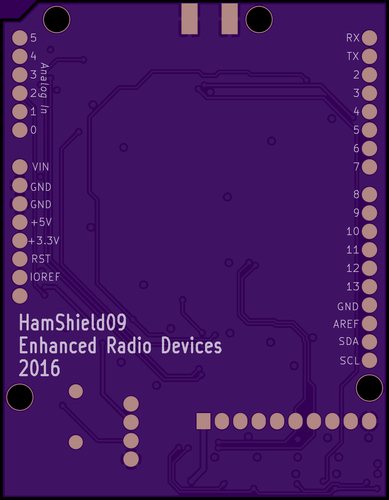 5
4
3
2
1
0
Analog In
VIN
GND
GND
+5V
+3.3V
RST
IOREF
RX
TX
2
3
4
5
6
7
8
9
10
11
12
13
GND
AREF
SDA
SCL
HamShield09
Enhanced Radio Devices
2016